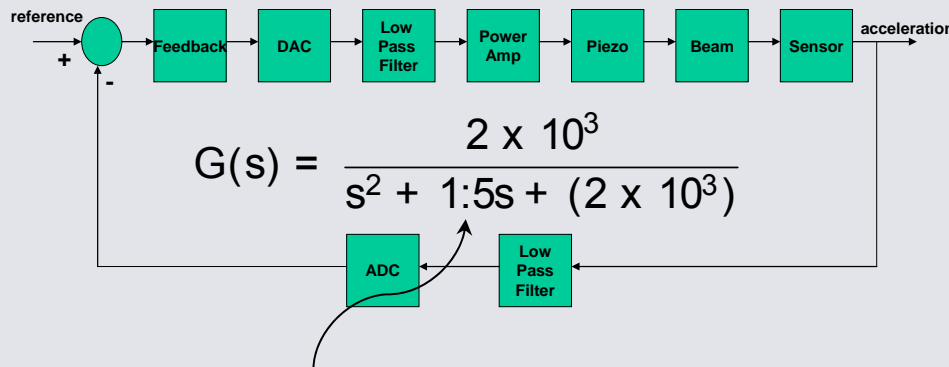 reference
acceleration
+
-
Feedback
DAC
Low
Pass
Filter
Power
Amp
Piezo
Beam
Sensor
G(s) = 2 x 10³
s² + 1:5s + (2 x 10³)
ADC
Low
Pass
Filter